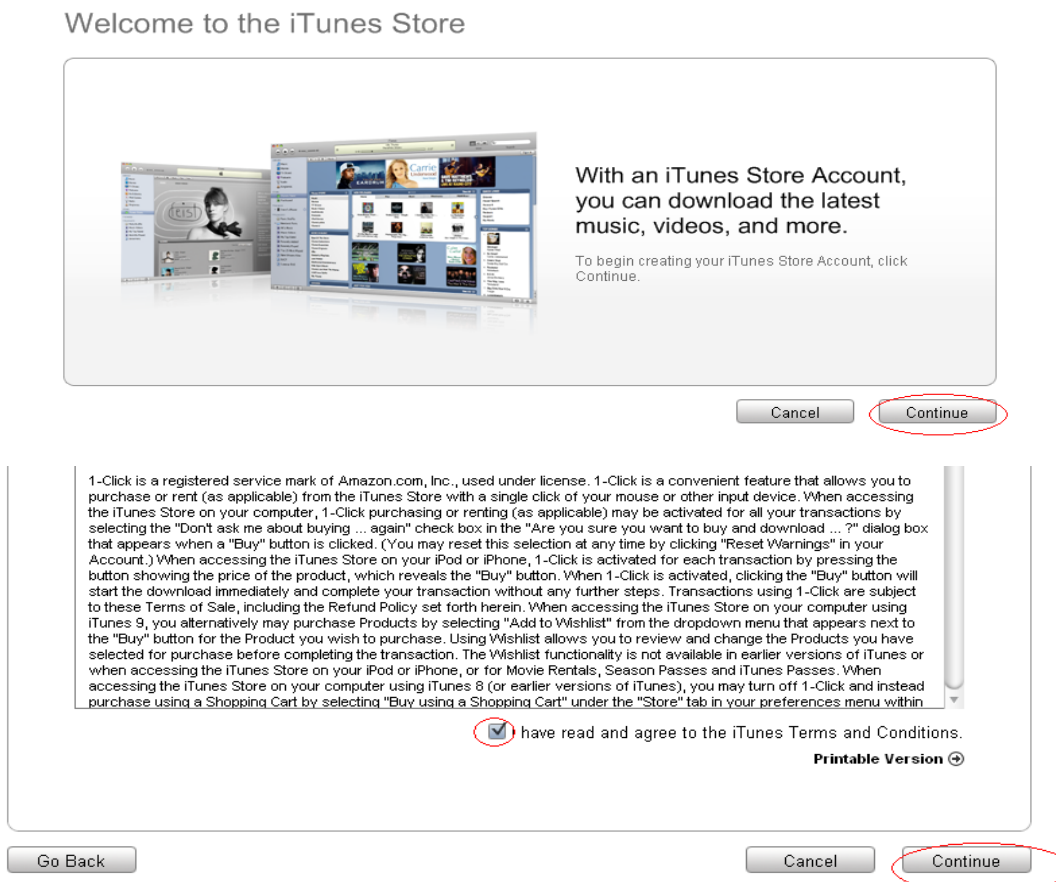 Welcome to the iTunes Store
Carrie
With an iTunes Store Account,
you can download the latest
music, videos, and more.
To begin creating your iTunes Store Account, click
Continue.
Cancel
Continue
1-Click is a registered service mark of Amazon.com, Inc., used under license. 1-Click is a convenient feature that allows you to
purchase or rent (as applicable) from the iTunes Store with a single click of your mouse or other input device. When accessing
the iTunes Store on your computer, 1-Click purchasing or renting (as applicable) may be activated for all your transactions by
selecting the "Don't ask me about buying ... again" check box in the "Are you sure you want to buy and download ... ?" dialog box
that appears when a "Buy" button is clicked. (You may reset this selection at any time by clicking "Reset Warnings" in your
Account.) When accessing the iTunes Store on your iPod or iPhone, 1-Click is activated for each transaction by pressing the
button showing the price of the product, which reveals the "Buy" button. When 1-Click is activated, clicking the "Buy" button will
start the download immediately and complete your transaction without any further steps. Transactions using 1-Click are subject
to these Terms of Sale, including the Refund Policy set forth herein. When accessing the iTunes Store on your computer using
iTunes 9, you alternatively may purchase Products by selecting "Add to Wishlist" from the dropdown menu that appears next to
the "Buy" button for the Product you wish to purchase. Using Wishlist allows you to review and change the Products you have
selected for purchase before completing the transaction. The Wishlist functionality is not available in earlier versions of iTunes or
when accessing the iTunes Store on your iPod or iPhone, or for Movie Rentals, Season Passes and iTunes Passes. When
accessing the iTunes Store on your computer using iTunes 8 (or earlier versions of iTunes), you may turn off 1-Click and instead
purchase using a Shopping Cart by selecting "Buy using a Shopping Cart" under the "Store" tab in your preferences menu within
have read and agree to the iTunes Terms and Conditions.
Printable Version
Go Back
Cancel
Continue